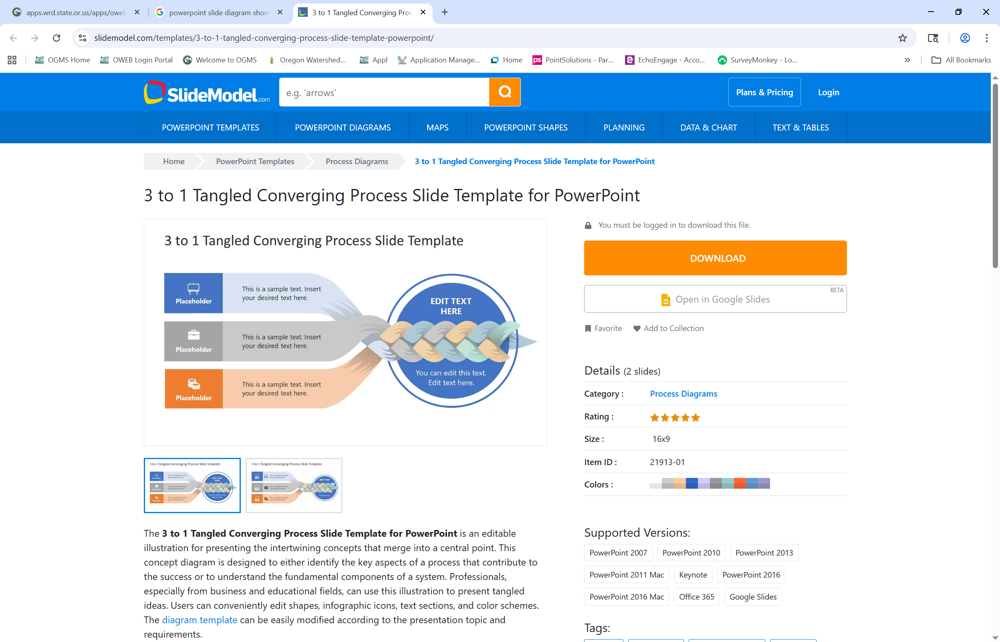 apps.wrd.state.or.us/apps/oweb
powerpoint slide diagram show
3 to 1 Tangled Converging Proc
slidemodel.com/templates/3-to-1-tangled-converging-process-slide-template-powerpoint/
OGMS Home
OWEB Login Portal
Welcome to OGMS
Oregon Watershed...
Appl
Application Manage...
Home
PointSolutions - Par...
EchoEngage - Acco...
SurveyMonkey - Lo...
All Bookmarks
SlideModel.com
e.g. 'arrows'
Plans & Pricing
Login
POWERPOINT TEMPLATES
POWERPOINT DIAGRAMS
MAPS
POWERPOINT SHAPES
PLANNING
DATA & CHART
TEXT & TABLES
Home
PowerPoint Templates
Process Diagrams
3 to 1 Tangled Converging Process Slide Template for PowerPoint
3 to 1 Tangled Converging Process Slide Template for PowerPoint
3 to 1 Tangled Converging Process Slide Template
Placeholder
This is a sample text. Insert
your desired text here.
Placeholder
This is a sample text. Insert
your desired text here.
Placeholder
This is a sample text. Insert
your desired text here.
EDIT TEXT
HERE
You can edit this text.
Edit text here.
You must be logged in to download this file.
DOWNLOAD
BETA
Open in Google Slides
Favorite
Add to Collection
Details (2 slides)
Category : Process Diagrams
Rating :
Size : 16x9
Item ID : 21913-01
Colors :
3 to 1 Tangled Converging Process Slide Template
EDIT TEXT
HERE
3 to 1 Tangled Converging Process Slide Template
01
02
03
EDIT TEXT
The 3 to 1 Tangled Converging Process Slide Template for PowerPoint is an editable
illustration for presenting the intertwining concepts that merge into a central point. This
concept diagram is designed to either identify the key aspects of a process that contribute to
the success or to understand the fundamental components of a system. Professionals,
especially from business and educational fields, can use this illustration to present tangled
ideas. Users can conveniently edit shapes, infographic icons, text sections, and color schemes.
The diagram template can be easily modified according to the presentation topic and
requirements.
Supported Versions:
PowerPoint 2007
PowerPoint 2010
PowerPoint 2013
PowerPoint 2011 Mac
Keynote
PowerPoint 2016
PowerPoint 2016 Mac
Office 365
Google Slides
Tags: